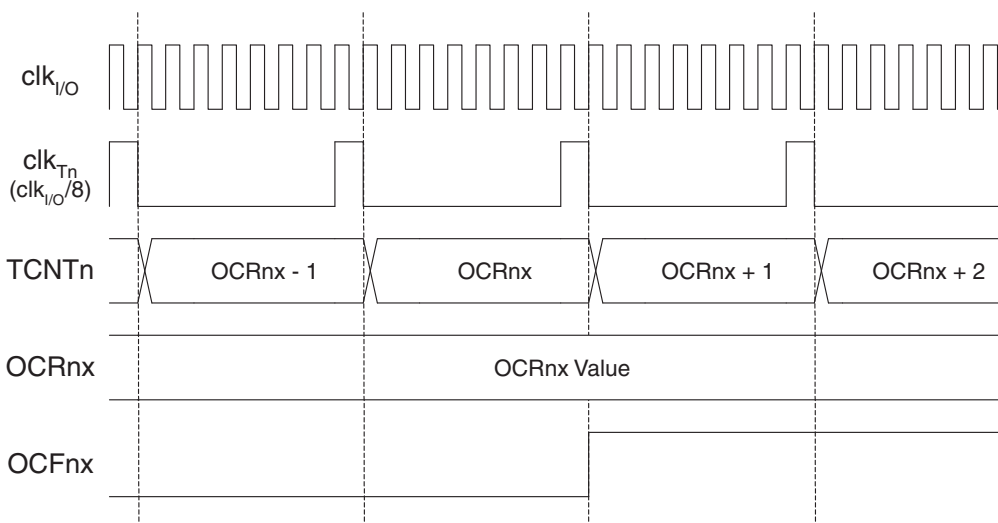 clkI/O
clkTn
(clkI/O/8)
TCNTn
OCRnx - 1
OCRnx
OCRnx + 1
OCRnx + 2
OCRnx
OCRnx Value
OCFnx